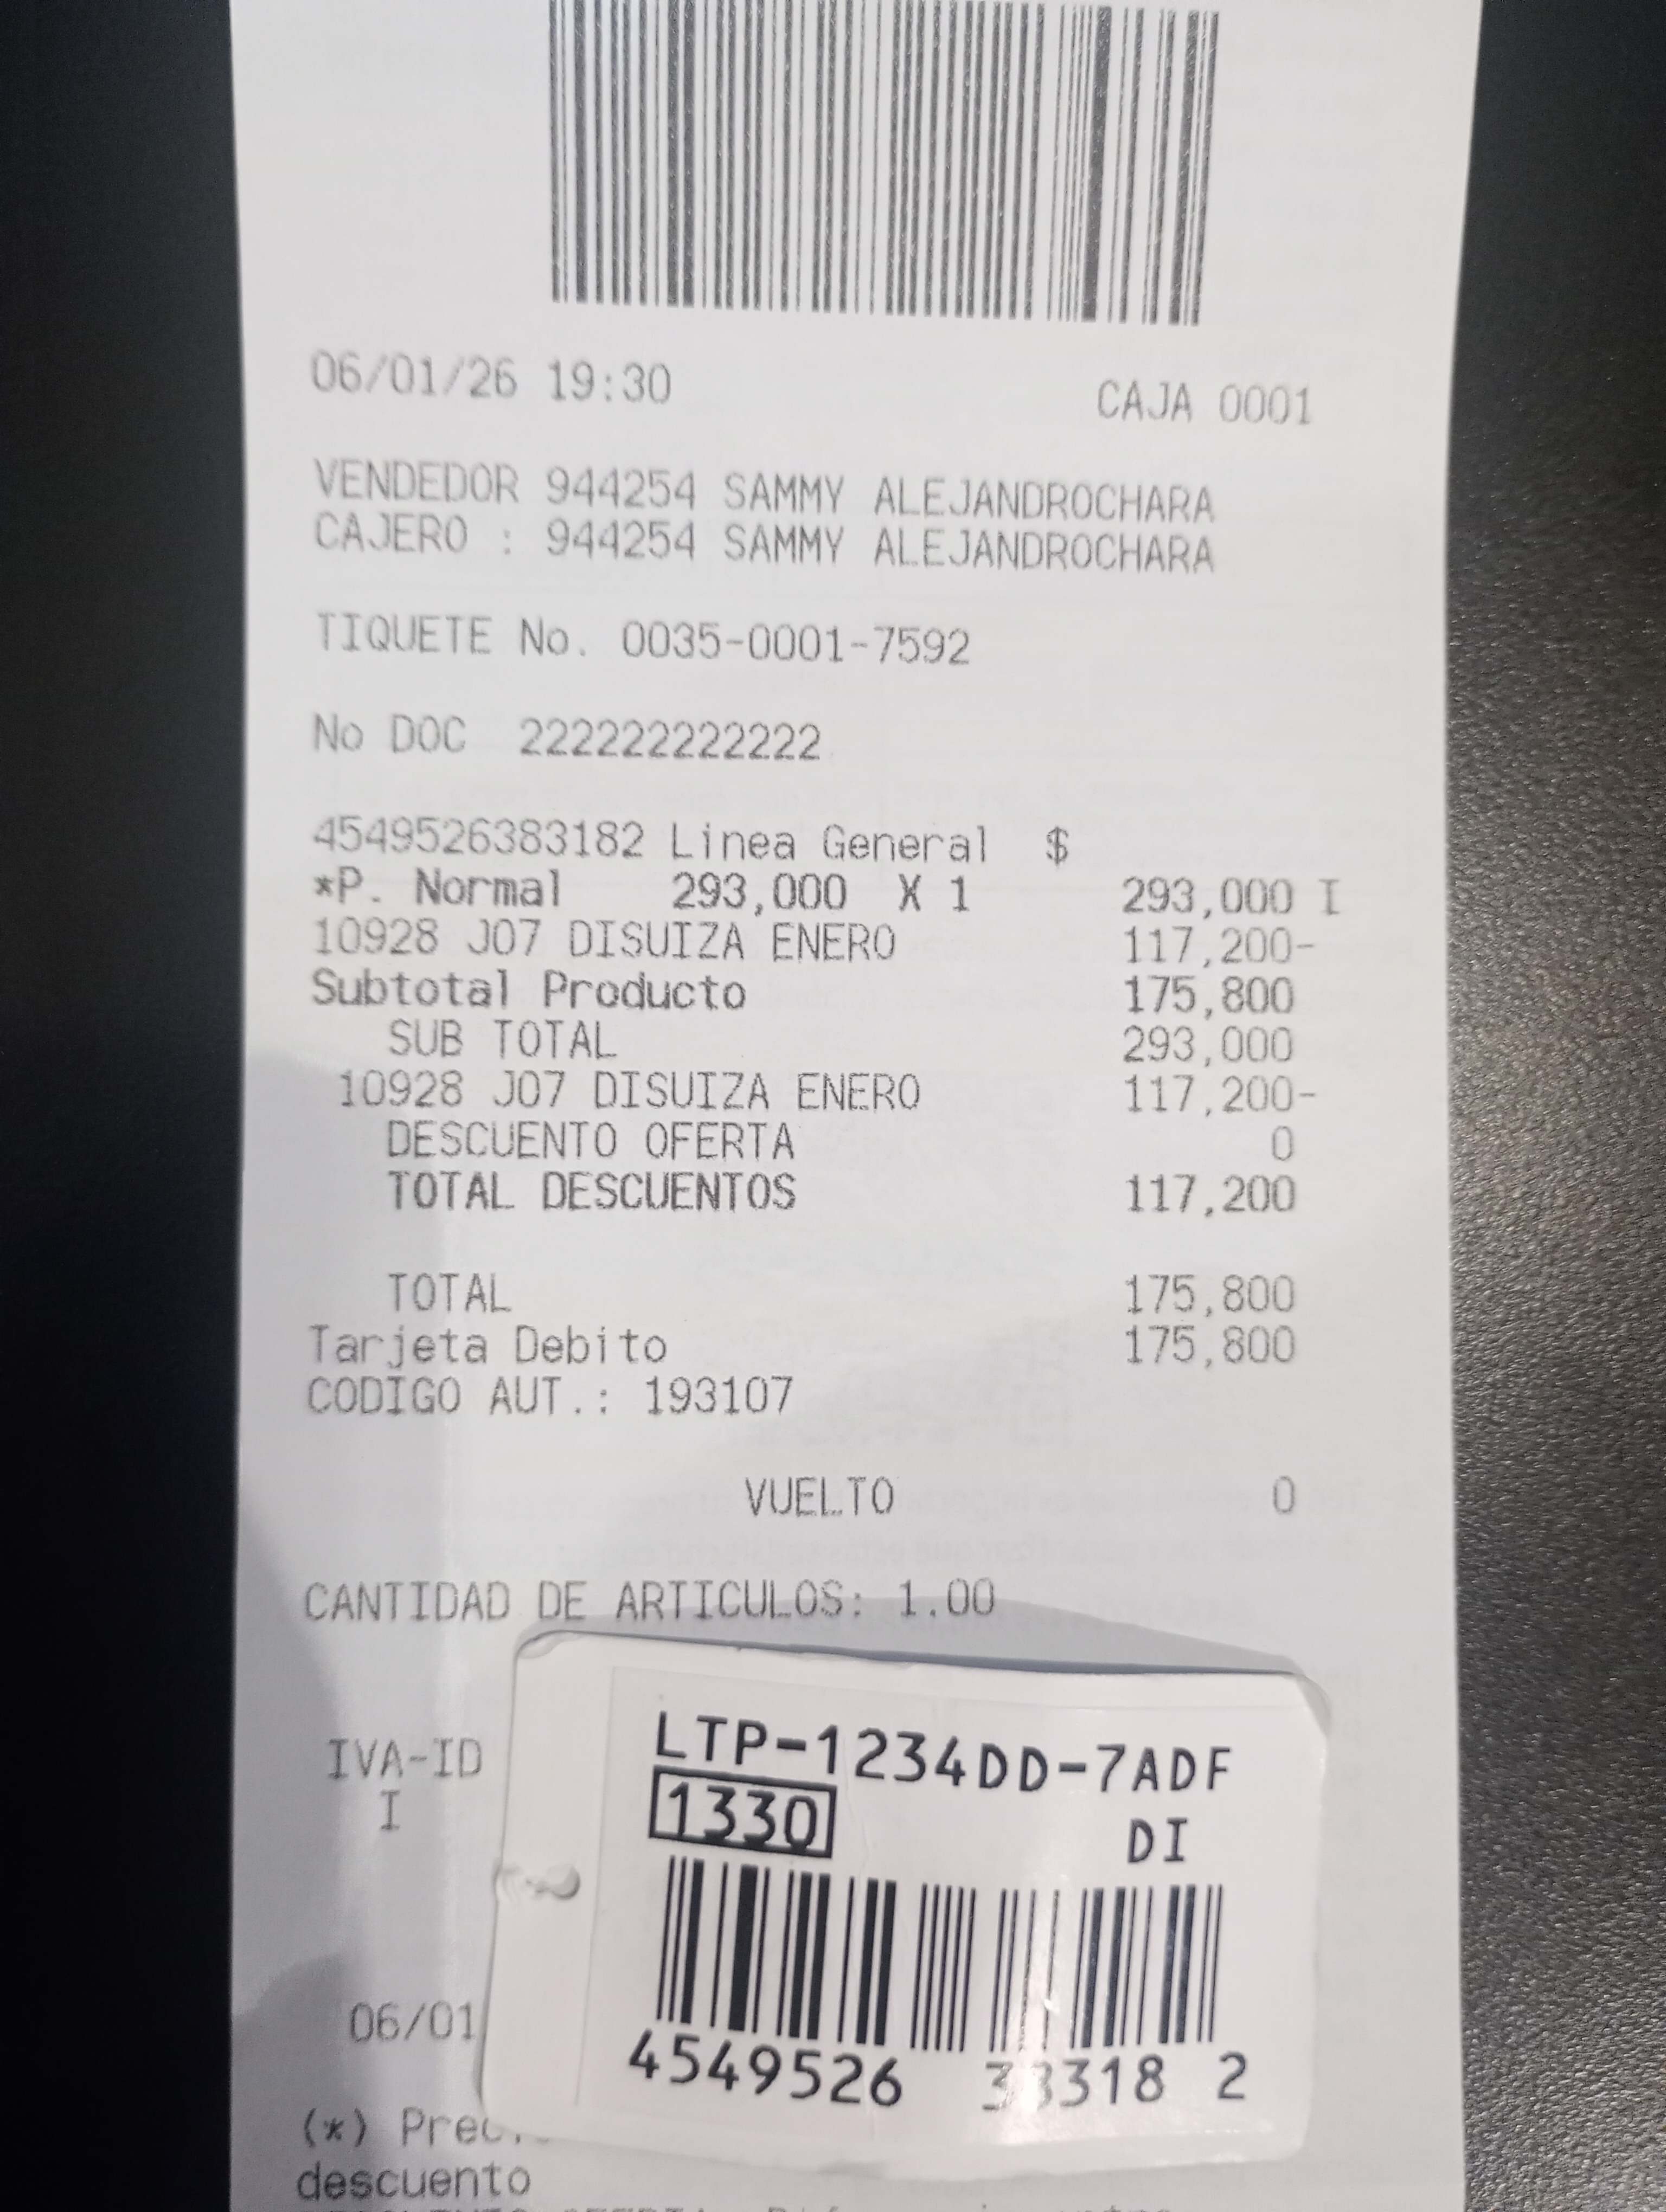 06/01/26 19:30 CAJA 0001
VENDEDOR 944254 SAMMY ALEJANDROCHARA
CAJERO : 944254 SAMMY ALEJANDROCHARA
TIQUETE No. 0035-0001-7592
No DOC 222222222222
4549526383182 Linea General $
*P. Normal 293,000 X 1 293,000 I
10928 J07 DISUIZA ENERO 117,200-
Subtotal Producto 175,800
SUB TOTAL 293,000
10928 J07 DISUIZA ENERO 117,200-
DESCUENTO OFERTA 0
TOTAL DESCUENTOS 117,200
TOTAL 175,800
Tarjeta Debito 175,800
CODIGO AUT.: 193107
VUELTO 0
CANTIDAD DE ARTICULOS: 1.00
IVA-ID
I
06/01
(*)
descuento
LTP-1234DD-7ADF
1330
DI
4549526 38318 2